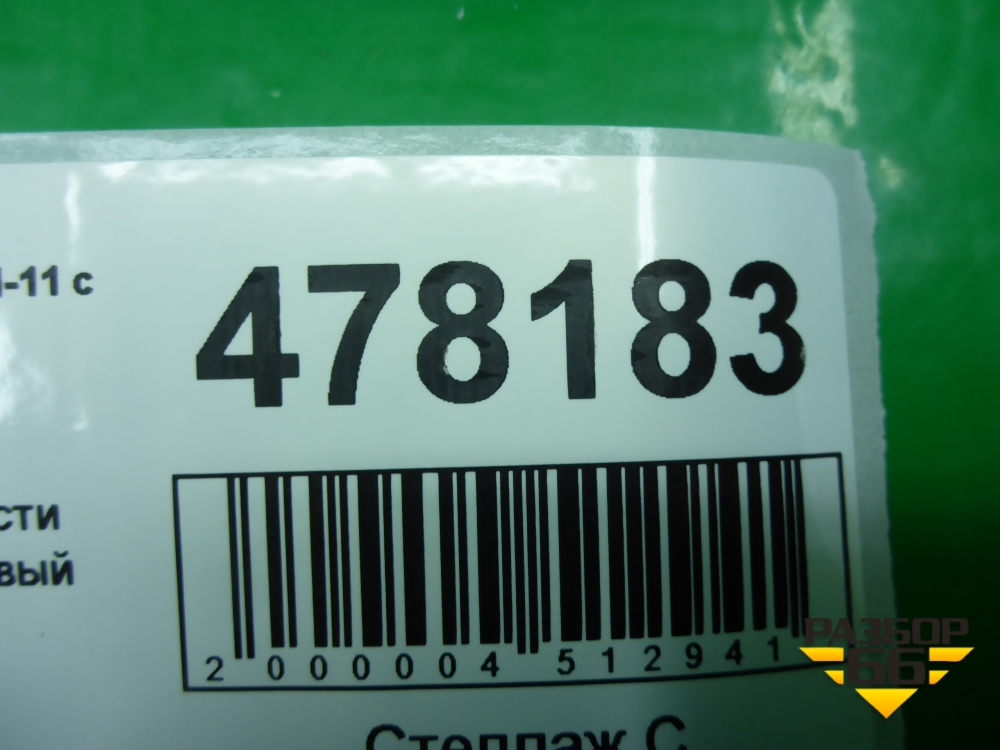 -11 с
478183
сти
вый
2 000004 512941
Стеллаж С
РАЗБОР
66